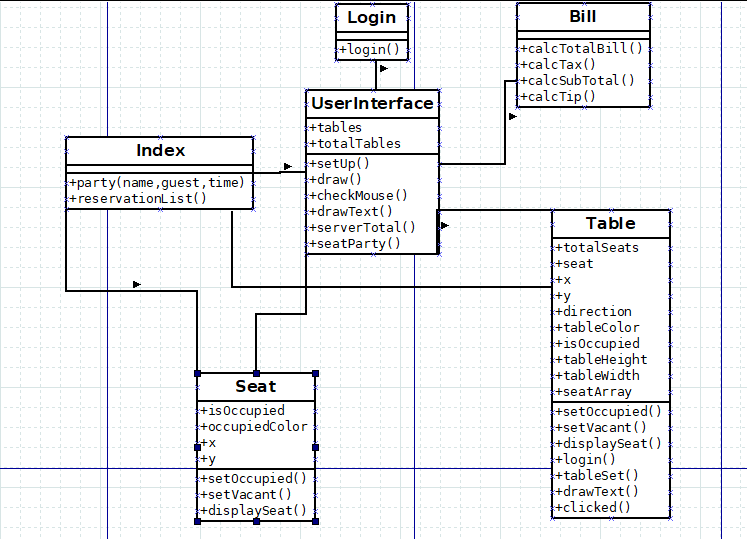 Login
+login()
Bill
+calcTotalBill()
+calcTax()
+calcSubTotal()
+calcTip()
UserInterface
+tables
+totalTables
+setUp()
+draw()
+checkMouse()
+drawText()
+serverTotal()
+seatParty()
Index
+party(name,guest,time)
+reservationList()
Table
+totalSeats
+seat
+x
+y
+direction
+tableColor
+isOccupied
+tableHeight
+tableWidth
+seatArray
+setOccupied()
+setVacant()
+displaySeat()
+login()
+tableSet()
+drawText()
+clicked()
Seat
+isOccupied
+occupiedColor
+x
+y
+setOccupied()
+setVacant()
+displaySeat()